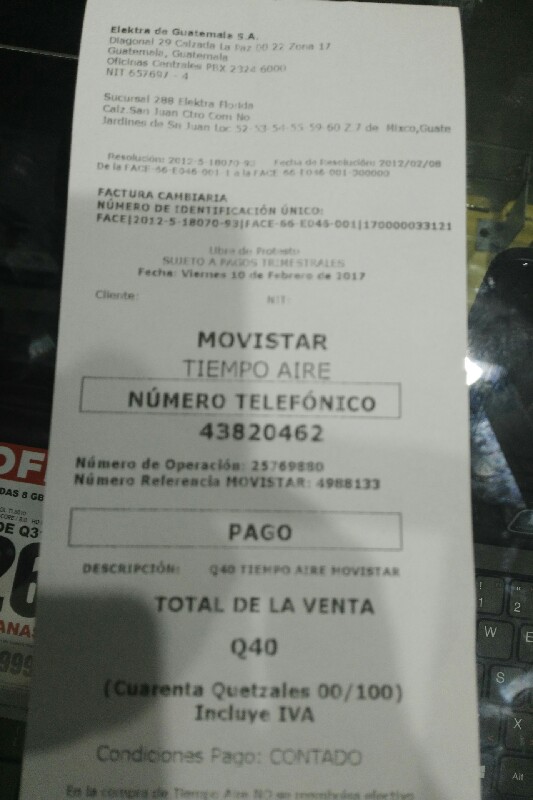 Elektra de Guatemala S.A.
Diagonal 29 Calzada La Paz 00 22 Zona 17
Guatemala, Guatemala
Oficinas Centrales PBX 2324 6000
NIT 657697 - 4
Sucursal 288 Elektra Florida
Calz.San Juan Ctro Com No
Jardines de Sn Juan Loc 52-53-54-55-59-60 Z.7 de Mixco,Guate
Resolución: 2012-5-18070-93 Fecha de Resolución: 2012/02/08
De la FACE-66-E046-001 1 a la FACE 66 E046-001-300000
FACTURA CAMBIARIA
NÚMERO DE IDENTIFICACIÓN ÚNICO:
FACE|2012-5-18070-93|FACE-66-E046-001|170000033121
Libre de Protesto
SUJETO A PAGOS TRIMESTRALES
Fecha: Viernes 10 de Febrero de 2017
Cliente: NIT:
MOVISTAR
TIEMPO AIRE
NÚMERO TELEFÓNICO
43820462
Número de Operación: 25769880
Número Referencia MOVISTAR: 4988133
PAGO
DESCRIPCIÓN: Q40 TIEMPO AIRE MOVISTAR
TOTAL DE LA VENTA
Q40
(Cuarenta Quetzales 00/100)
Incluye IVA
Condiciones Pago: CONTADO
En la compra de Tiempo Aire NO se reembolsa efectivo
OF
DAS 8 GB
DE Q3
26
ANAS
999
1
2
W
E
S
X
Alt